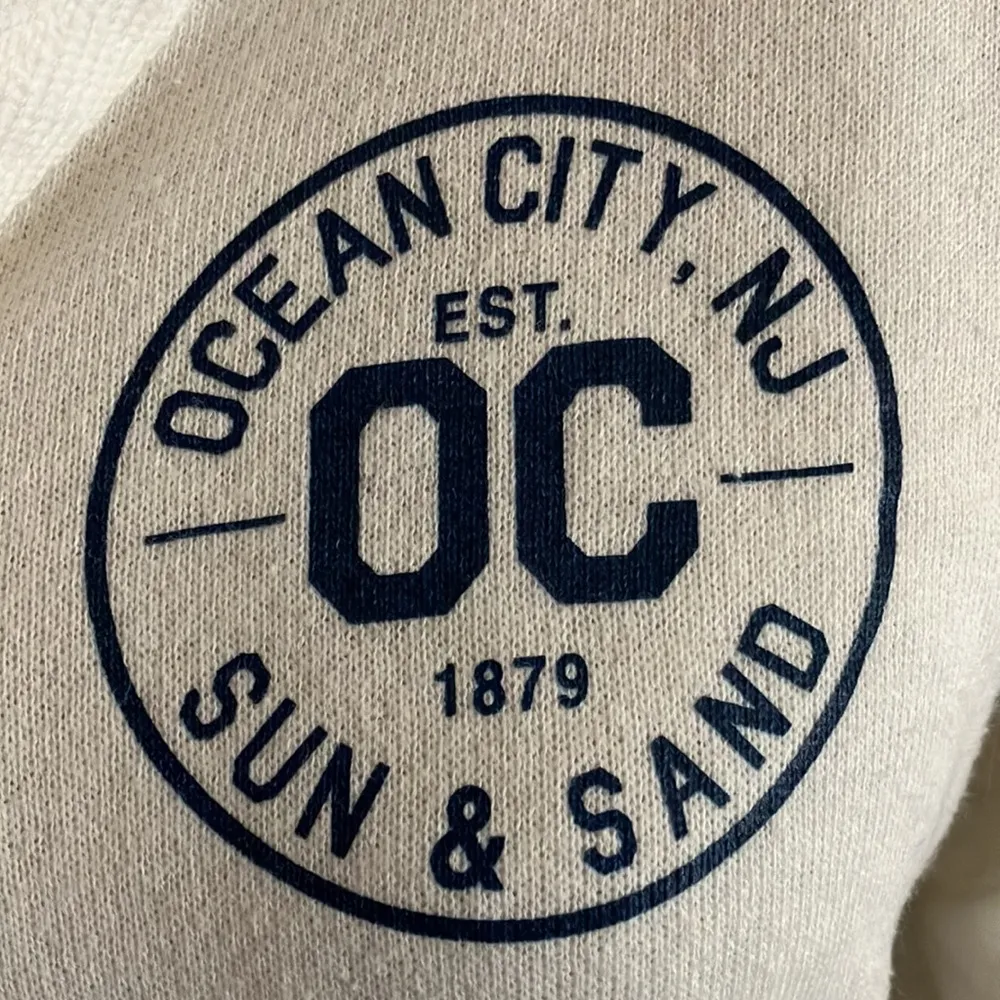 OCEAN CITY, NJ
EST.
OC
1879
SUN & SAND